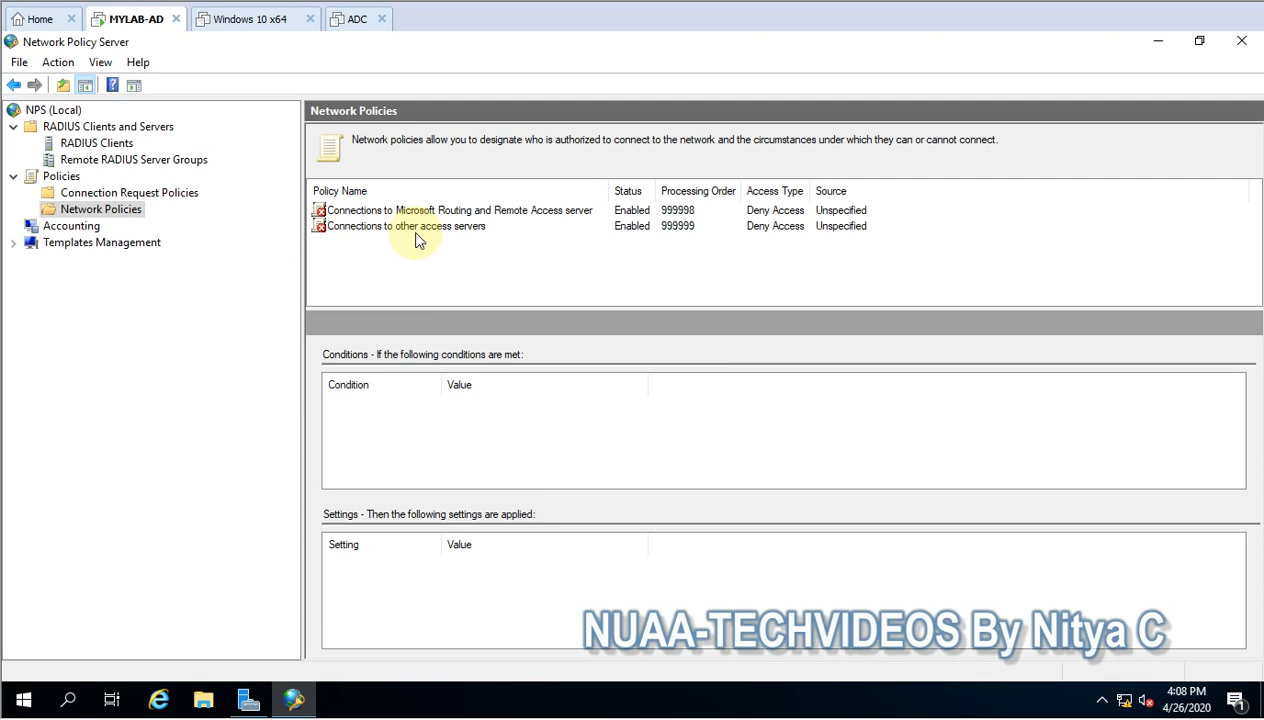 Home
MYLAB-AD
Windows 10 x64
ADC
Network Policy Server
File Action View Help
NPS (Local)
RADIUS Clients and Servers
RADIUS Clients
Remote RADIUS Server Groups
Policies
Connection Request Policies
Network Policies
Accounting
Templates Management
Network Policies
Network policies allow you to designate who is authorized to connect to the network and the circumstances under which they can or cannot connect.
Policy Name Status Processing Order Access Type Source
Connections to Microsoft Routing and Remote Access server Enabled 999998 Deny Access Unspecified
Connections to other access servers Enabled 999999 Deny Access Unspecified
Conditions - If the following conditions are met:
Condition Value
Settings - Then the following settings are applied:
Setting Value
NUAA-TECHVIDEOS By Nitya C
4:08 PM
4/26/2020
1